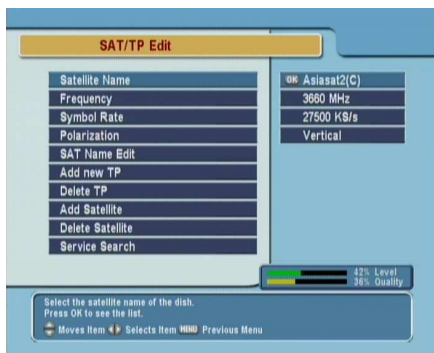 SAT/TP Edit
Satellite Name
OK Asiasat2(C)
Frequency
3660 MHz
Symbol Rate
27500 KS/s
Polarization
Vertical
SAT Name Edit
Add new TP
Delete TP
Add Satellite
Delete Satellite
Service Search
42% Level
36% Quality
Select the satellite name of the dish.
Press OK to see the list.
Moves Item Selects Item MENU Previous Menu